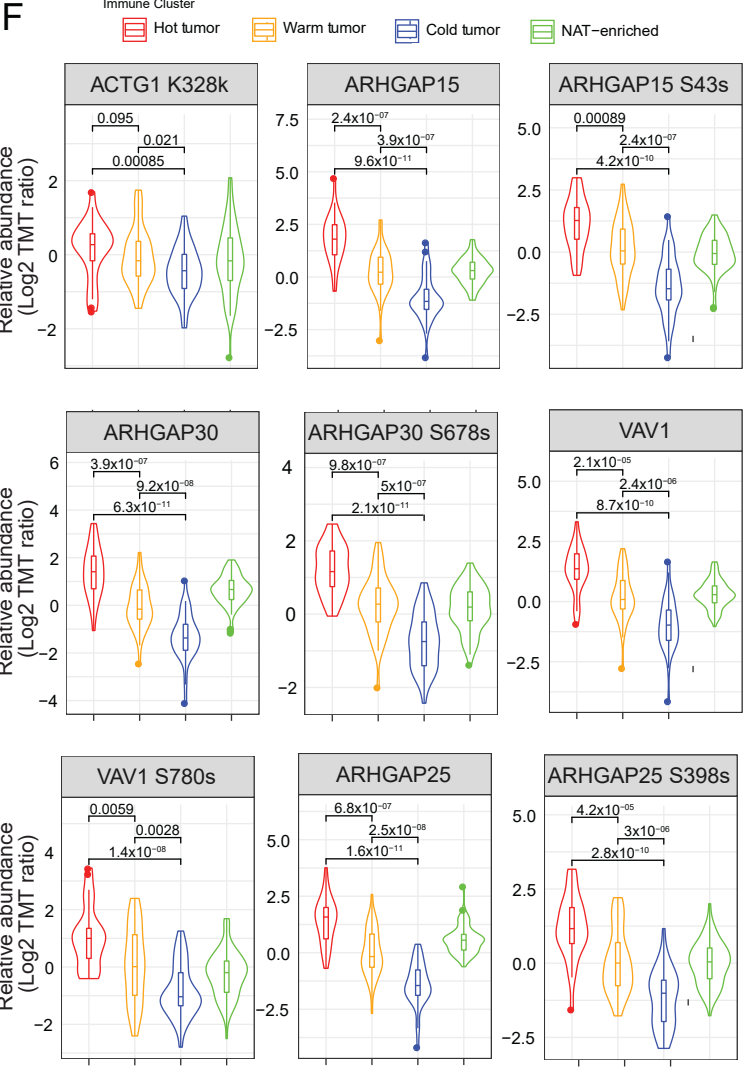 F
Immune Cluster
Hot tumor Warm tumor Cold tumor NAT−enriched
ACTG1 K328k ARHGAP15 ARHGAP15 S43s
Relative abundance
(Log2 TMT ratio)
0.095
0.021
0.00085
2
0
−2
2.4x10⁻⁰⁷
3.9x10⁻⁰⁷
9.6x10⁻¹¹
7.5
5.0
2.5
0.0
−2.5
0.00089
2.4x10⁻⁰⁷
4.2x10⁻¹⁰
5.0
2.5
0.0
−2.5
ARHGAP30 ARHGAP30 S678s VAV1
Relative abundance
(Log2 TMT ratio)
3.9x10⁻⁰⁷
9.2x10⁻⁰⁸
6.3x10⁻¹¹
6
4
2
0
−2
−4
9.8x10⁻⁰⁷
5x10⁻⁰⁷
2.1x10⁻¹¹
4
2
0
−2
2.1x10⁻⁰⁵
2.4x10⁻⁰⁶
8.7x10⁻¹⁰
5.0
2.5
0.0
−2.5
VAV1 S780s ARHGAP25 ARHGAP25 S398s
Relative abundance
(Log2 TMT ratio)
0.0059
0.0028
1.4x10⁻⁰⁸
4
2
0
−2
6.8x10⁻⁰⁷
2.5x10⁻⁰⁸
1.6x10⁻¹¹
5.0
2.5
0.0
−2.5
4.2x10⁻⁰⁵
3x10⁻⁰⁶
2.8x10⁻¹⁰
5.0
2.5
0.0
−2.5